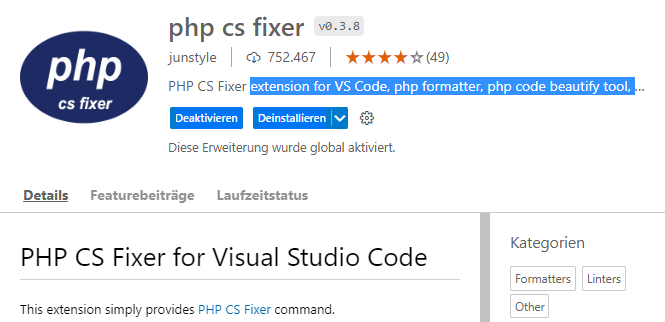 php
cs fixer
php cs fixer v0.3.8
junstyle 752.467 (49)
PHP CS Fixer extension for VS Code, php formatter, php code beautify tool, ...
Deaktivieren Deinstallieren
Diese Erweiterung wurde global aktiviert.
Details Featurebeiträge Laufzeitstatus
PHP CS Fixer for Visual Studio Code
This extension simply provides PHP CS Fixer command.
Kategorien
Formatters Linters
Other